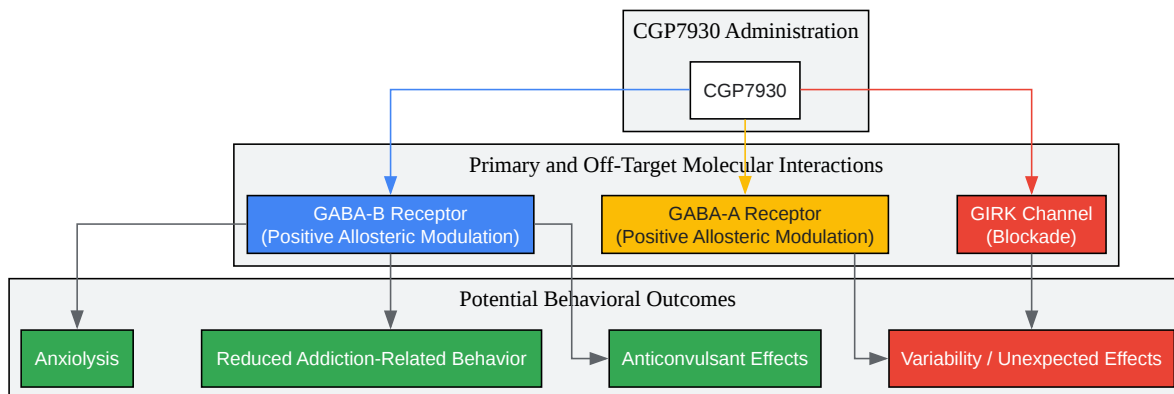 CGP7930 Administration
CGP7930
Primary and Off-Target Molecular Interactions
GABA-B Receptor
(Positive Allosteric Modulation)
GABA-A Receptor
(Positive Allosteric Modulation)
GIRK Channel
(Blockade)
Potential Behavioral Outcomes
Anxiolysis
Reduced Addiction-Related Behavior
Anticonvulsant Effects
Variability / Unexpected Effects